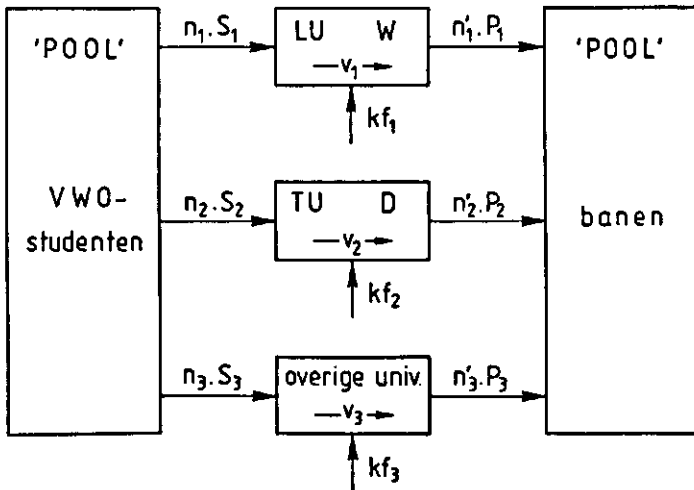 'POOL'
VWO-
studenten
n₁.S₁
LU W
v₁
kf₁
n'₁.P₁
n₂.S₂
TU D
v₂
kf₂
n'₂.P₂
n₃.S₃
overige univ.
v₃
kf₃
n'₃.P₃
'POOL'
banen